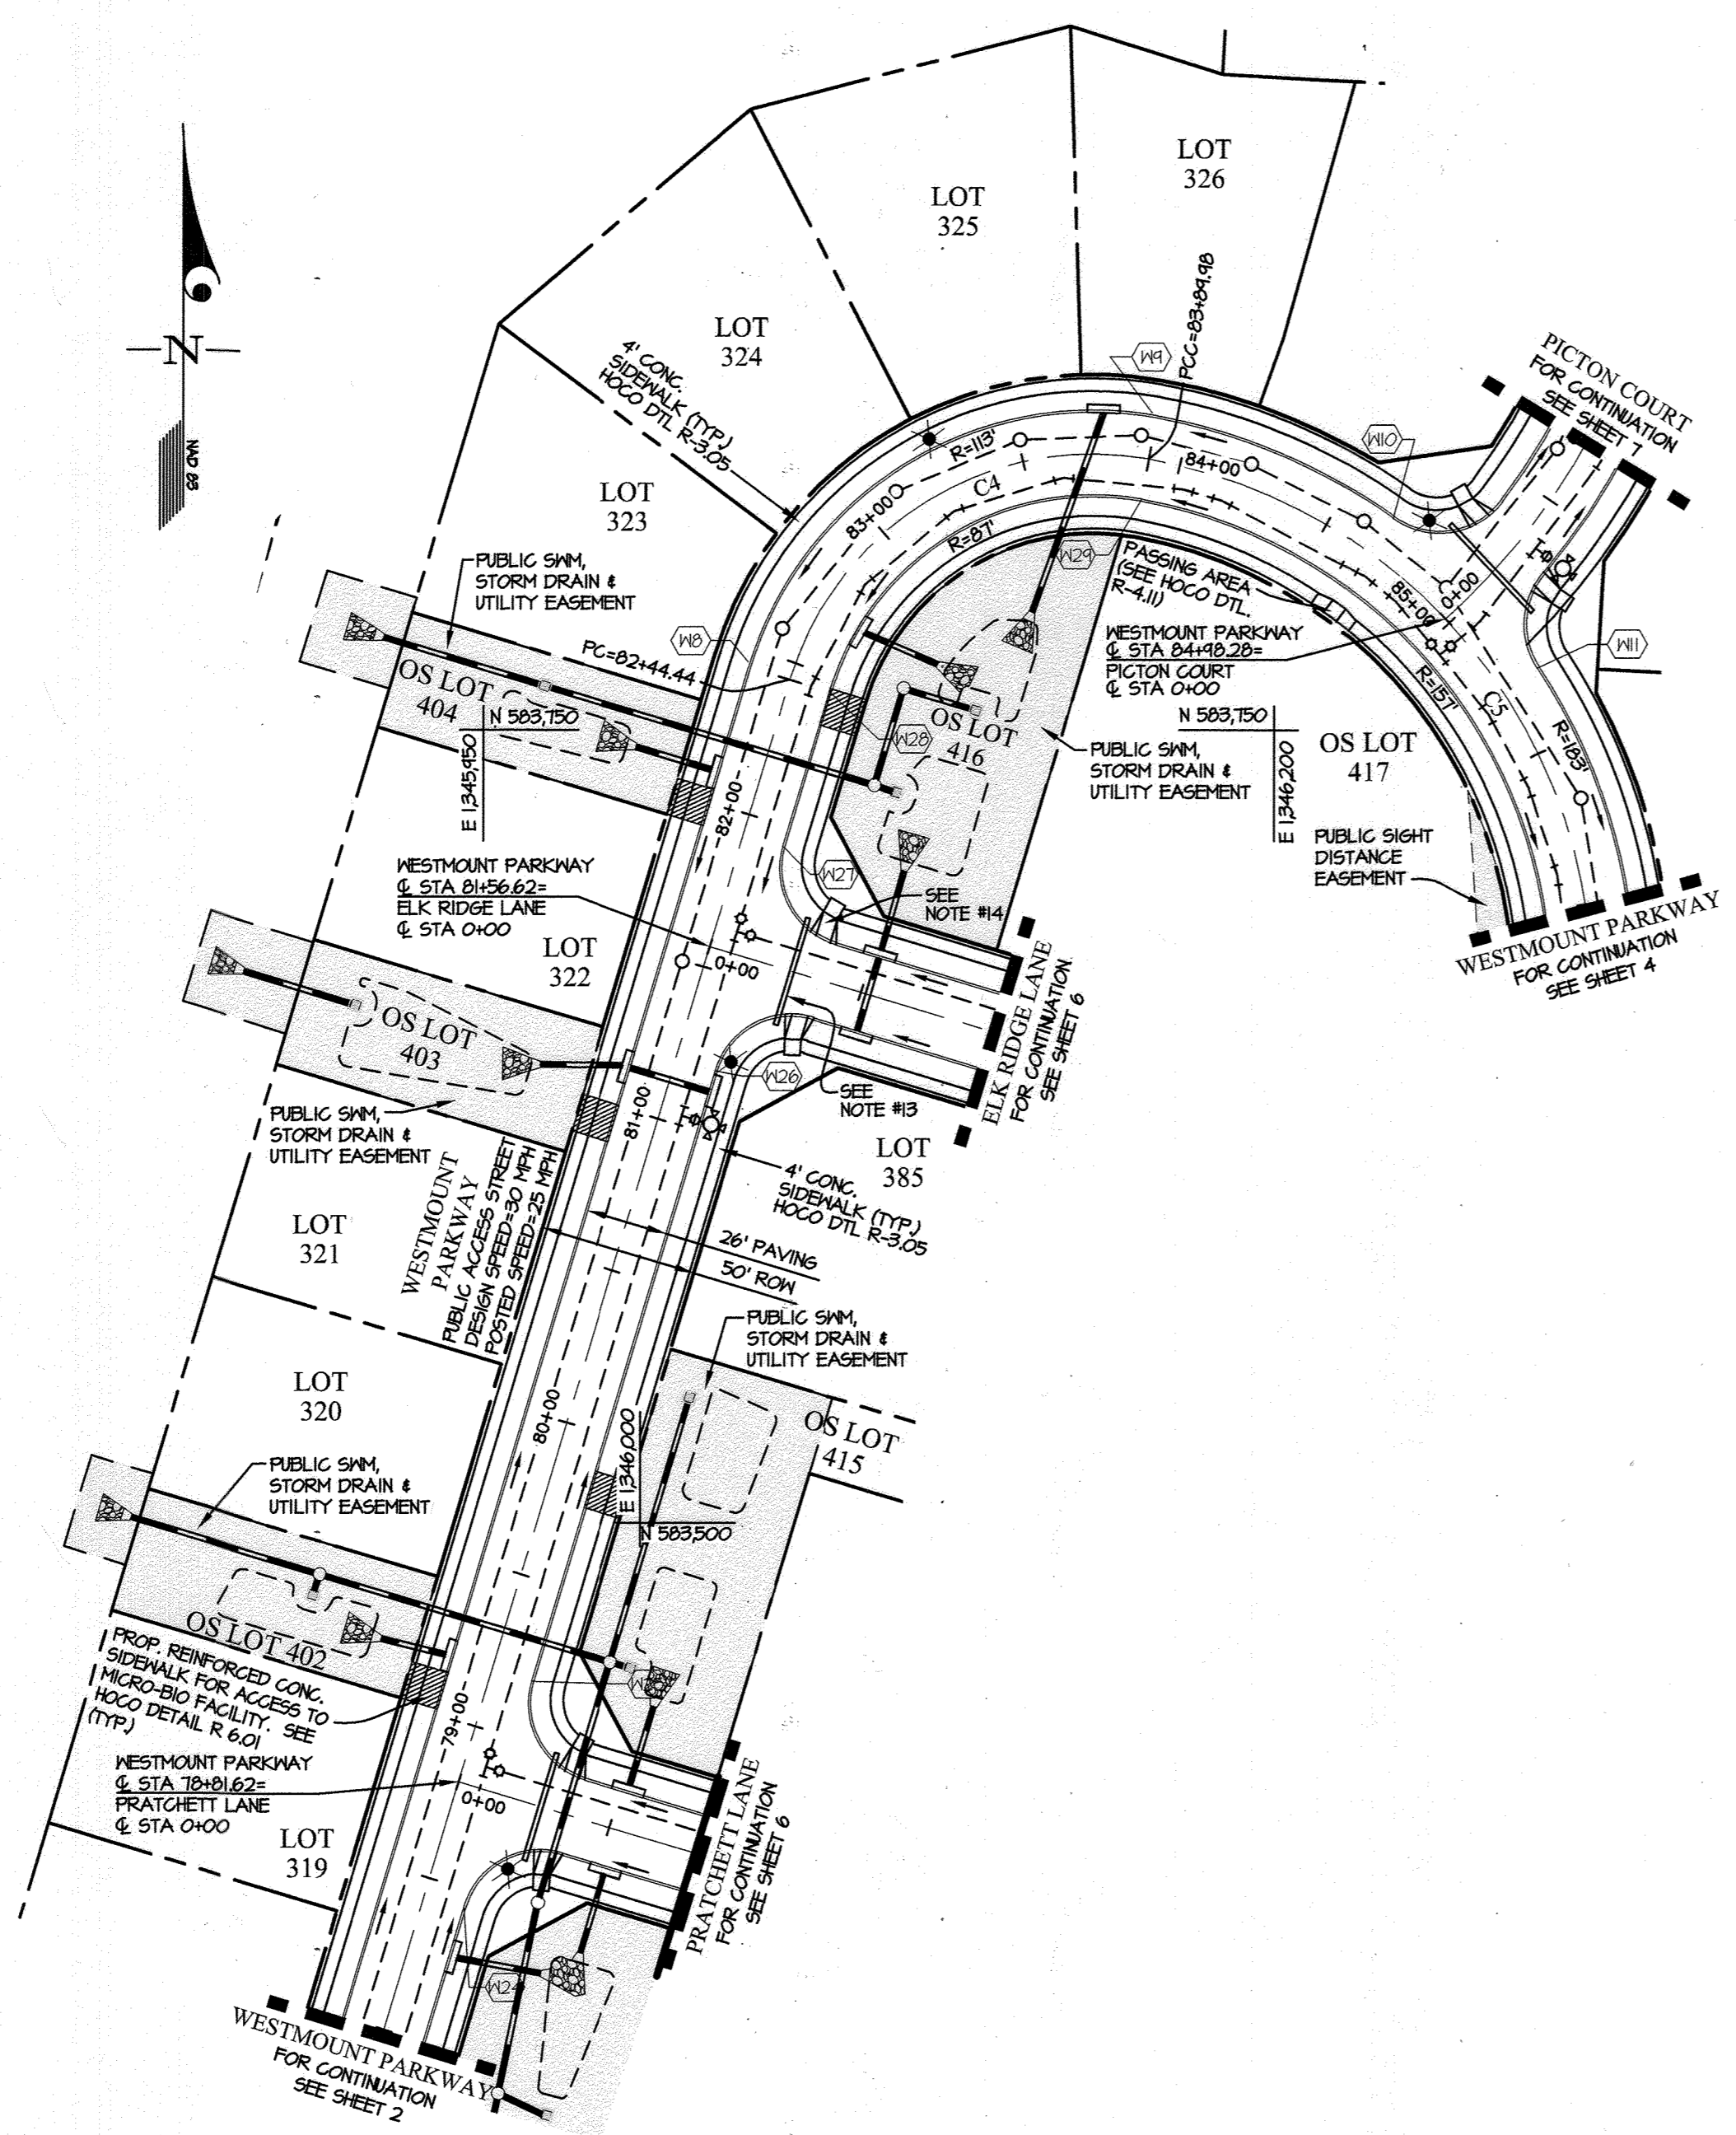 LOT
326
LOT
325
LOT
324
LOT
323
N
NAD 83
4' CONC.
SIDEWALK (TYP.)
HOCO DTL R-3.05
PCC=83+89.98
WM9
WM10
PICTON COURT
FOR CONTINUATION
SEE SHEET 7
R=113'
C4
83+00
84+00
R=87'
WM29
PASSING AREA
(SEE HOCO DTL.
R-4.11)
85+00
0+00
WM11
PUBLIC SWM,
STORM DRAIN &
UTILITY EASEMENT
WM8
PC=82+44.44
OS LOT
404
N 583,750
E 1,345,950
WM28
OS LOT
416
WESTMOUNT PARKWAY
℄ STA 84+98.28=
PICTON COURT
℄ STA 0+00
N 583,750
E 1,346,200
PUBLIC SWM,
STORM DRAIN &
UTILITY EASEMENT
OS LOT
417
R=157'
C5
R=183'
PUBLIC SIGHT
DISTANCE
EASEMENT
WESTMOUNT PARKWAY
FOR CONTINUATION
SEE SHEET 4
82+00
WM27
WESTMOUNT PARKWAY
℄ STA 81+56.62=
ELK RIDGE LANE
℄ STA 0+00
LOT
322
SEE
NOTE #14
0+00
ELK RIDGE LANE
FOR CONTINUATION
SEE SHEET 6
OS LOT
403
WM26
SEE
NOTE #13
81+00
PUBLIC SWM,
STORM DRAIN &
UTILITY EASEMENT
LOT
385
4' CONC.
SIDEWALK (TYP.)
HOCO DTL R-3.05
LOT
321
WESTMOUNT
PARKWAY
PUBLIC ACCESS STREET
DESIGN SPEED=30 MPH
POSTED SPEED=25 MPH
26' PAVING
50' ROW
PUBLIC SWM,
STORM DRAIN &
UTILITY EASEMENT
LOT
320
80+00
OS LOT
415
E 1,346,000
N 583,500
PUBLIC SWM,
STORM DRAIN &
UTILITY EASEMENT
OS LOT 402
PROP. REINFORCED CONC.
SIDEWALK FOR ACCESS TO
MICRO-BIO FACILITY. SEE
HOCO DETAIL R 6.01
(TYP.)
79+00
WESTMOUNT PARKWAY
℄ STA 78+81.62=
PRATCHETT LANE
℄ STA 0+00
0+00
LOT
319
PRATCHETT LANE
FOR CONTINUATION
SEE SHEET 6
WM24
WESTMOUNT PARKWAY
FOR CONTINUATION
SEE SHEET 2